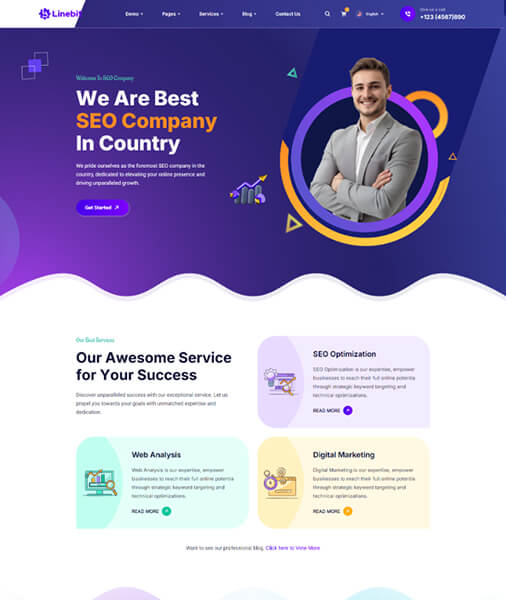 Linebit
Demo
Pages
Services
Blog
Contact Us
English
Give us a call
+123 (4567)890
Welcome To SEO Company
We Are Best
SEO Company
In Country
We pride ourselves as the foremost SEO company in the
country, dedicated to elevating your online presence and
driving unparalleled growth.
Get Started
Our Best Services
Our Awesome Service
for Your Success
Discover unparalleled success with our exceptional service. Let us
propel you towards your goals with unmatched expertise and
dedication.
SEO Optimization
SEO Optimization is our expertise, empower
businesses to reach their full online potentia
through strategic keyword targeting and
technical optimizations.
READ MORE
Web Analysis
Web Analysis is our expertise, empower
businesses to reach their full online potentia
through strategic keyword targeting and
technical optimizations.
READ MORE
Digital Marketing
Digital Marketing is our expertise, empower
businesses to reach their full online potentia
through strategic keyword targeting and
technical optimizations.
READ MORE
Want to see our professional blog. Click here to View More